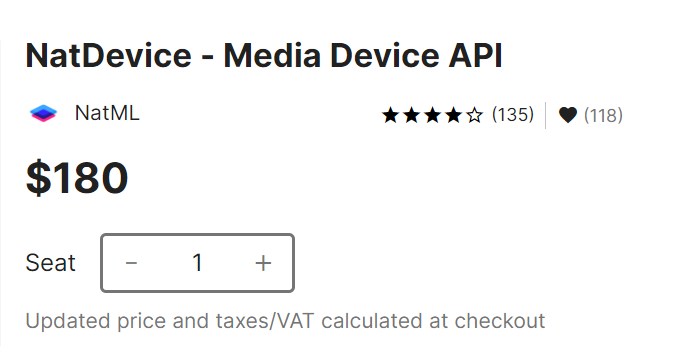 NatDevice - Media Device API
NatML ★★★★☆ (135) ♥ (118)
$180
Seat - 1 +
Updated price and taxes/VAT calculated at checkout